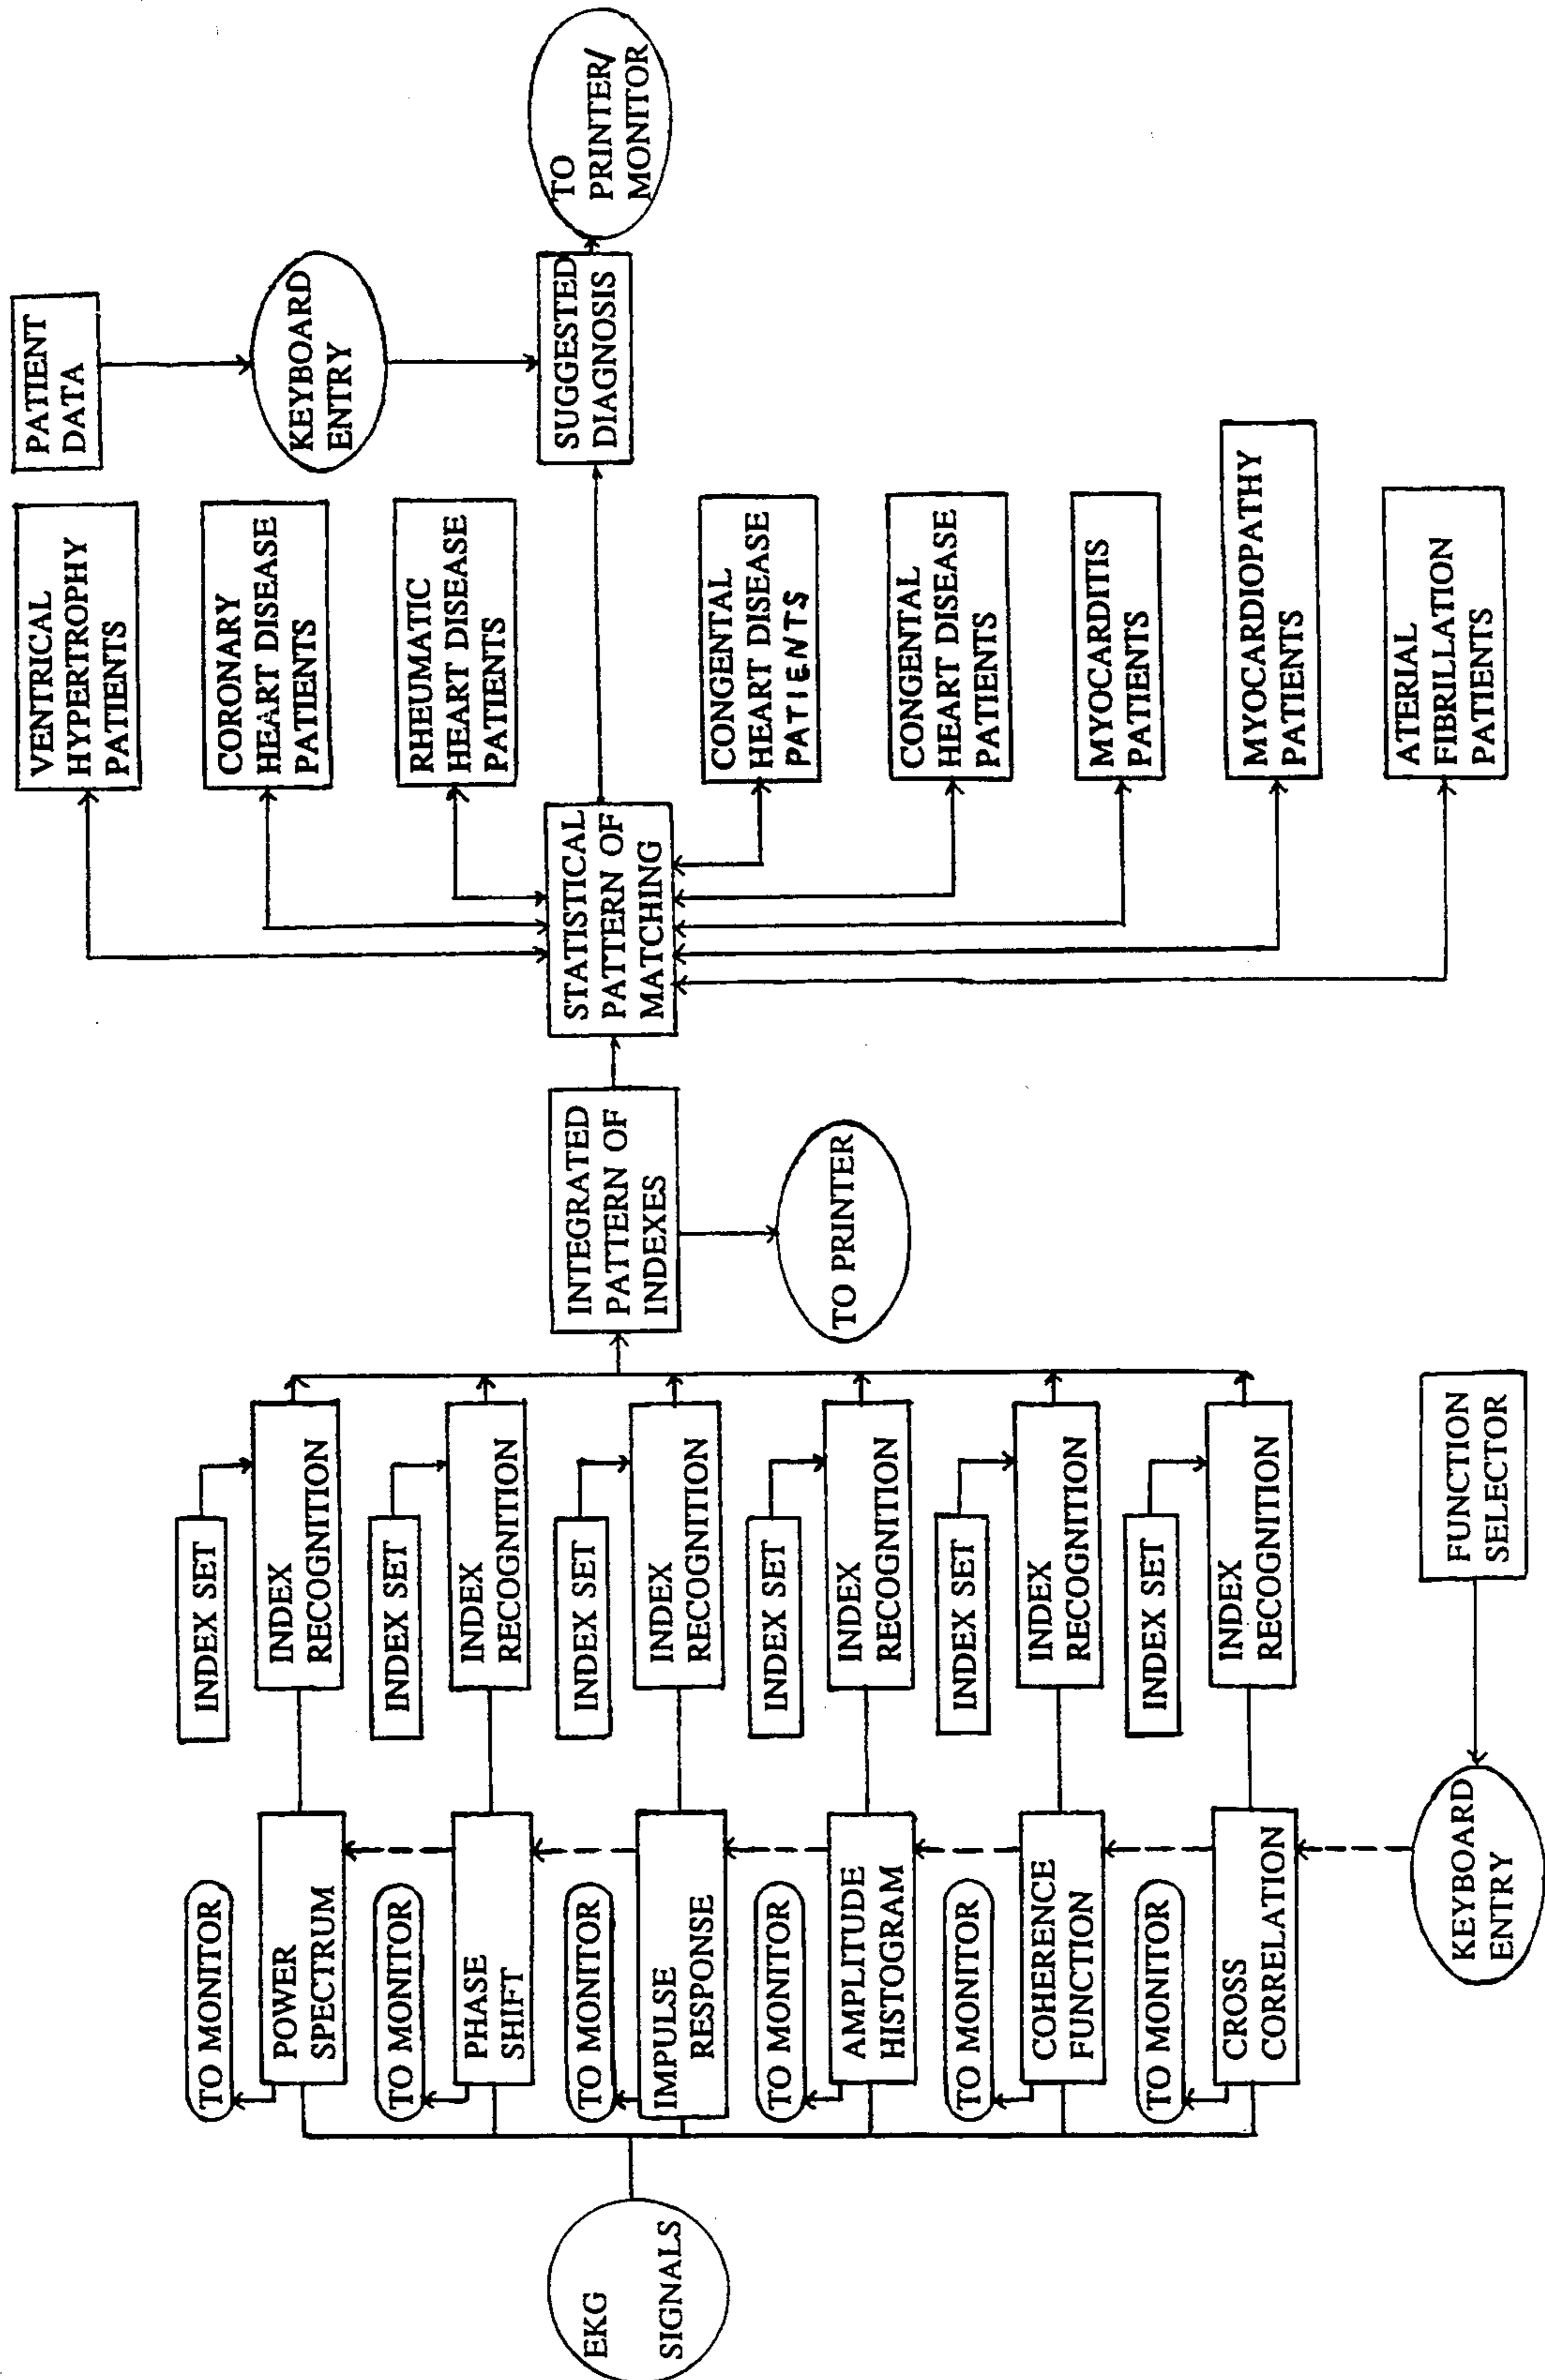 EKG
SIGNALS
TO MONITOR
POWER
SPECTRUM
TO MONITOR
PHASE
SHIFT
TO MONITOR
IMPULSE
RESPONSE
TO MONITOR
AMPLITUDE
HISTOGRAM
TO MONITOR
COHERENCE
FUNCTION
TO MONITOR
CROSS
CORRELATION
KEYBOARD
ENTRY
FUNCTION
SELECTOR
INDEX SET
INDEX
RECOGNITION
INDEX SET
INDEX
RECOGNITION
INDEX SET
INDEX
RECOGNITION
INDEX SET
INDEX
RECOGNITION
INDEX SET
INDEX
RECOGNITION
INDEX SET
INDEX
RECOGNITION
INTEGRATED
PATTERN OF
INDEXES
TO PRINTER
STATISTICAL
PATTERN OF
MATCHING
VENTRICAL
HYPERTROPHY
PATIENTS
CORONARY
HEART DISEASE
PATIENTS
RHEUMATIC
HEART DISEASE
PATIENTS
CONGENTAL
HEART DISEASE
PATIENTS
CONGENTAL
HEART DISEASE
PATIENTS
MYOCARDITIS
PATIENTS
MYOCARDIOPATHY
PATIENTS
ATERIAL
FIBRILLATION
PATIENTS
PATIENT
DATA
KEYBOARD
ENTRY
SUGGESTED
DIAGNOSIS
TO
PRINTER/
MONITOR